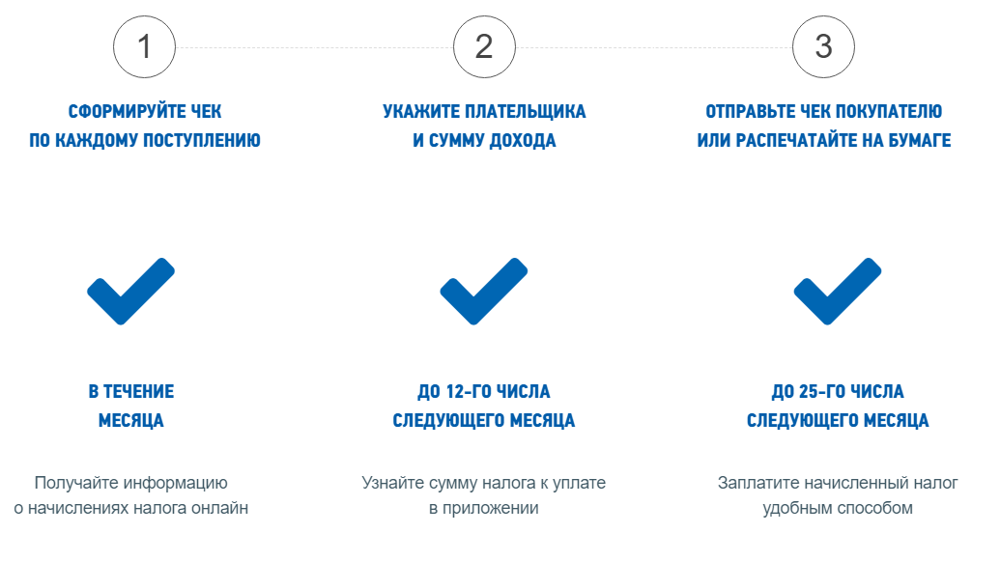 1
2
3
СФОРМИРУЙТЕ ЧЕК
ПО КАЖДОМУ ПОСТУПЛЕНИЮ
УКАЖИТЕ ПЛАТЕЛЬЩИКА
И СУММУ ДОХОДА
ОТПРАВЬТЕ ЧЕК ПОКУПАТЕЛЮ
ИЛИ РАСПЕЧАТАЙТЕ НА БУМАГЕ
В ТЕЧЕНИЕ
МЕСЯЦА
ДО 12-ГО ЧИСЛА
СЛЕДУЮЩЕГО МЕСЯЦА
ДО 25-ГО ЧИСЛА
СЛЕДУЮЩЕГО МЕСЯЦА
Получайте информацию
о начислениях налога онлайн
Узнайте сумму налога к уплате
в приложении
Заплатите начисленный налог
удобным способом